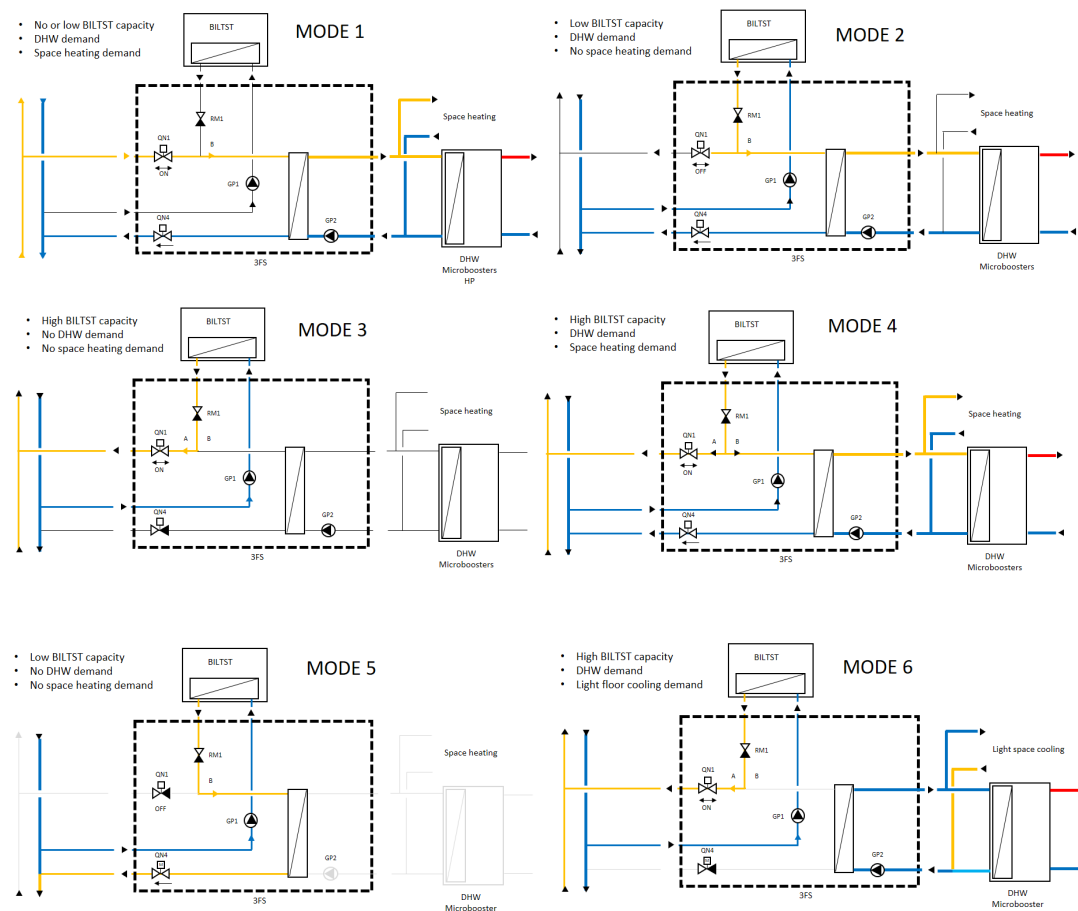 • No or low BILTST capacity
• DHW demand
• Space heating demand
BILTST
MODE 1
RM1
QN1
B
ON
GP1
QN4
GP2
3FS
Space heating
DHW
Microboosters
HP
• Low BILTST capacity
• DHW demand
• No space heating demand
BILTST
MODE 2
RM1
QN1
B
OFF
GP1
QN4
GP2
3FS
Space heating
DHW
Microboosters
• High BILTST capacity
• No DHW demand
• No space heating demand
BILTST
MODE 3
RM1
QN1
A B
ON
GP1
QN4
GP2
3FS
Space heating
DHW
Microboosters
• High BILTST capacity
• DHW demand
• Space heating demand
BILTST
MODE 4
RM1
QN1
A B
ON
GP1
QN4
GP2
3FS
Space heating
DHW
Microboosters
• Low BILTST capacity
• No DHW demand
• No space heating demand
BILTST
MODE 5
RM1
QN1
B
OFF
GP1
QN4
GP2
3FS
Space heating
DHW
Microbooster
• High BILTST capacity
• DHW demand
• Light floor cooling demand
BILTST
MODE 6
RM1
QN1
A B
ON
GP1
QN4
GP2
3FS
Light space cooling
DHW
Microbooster